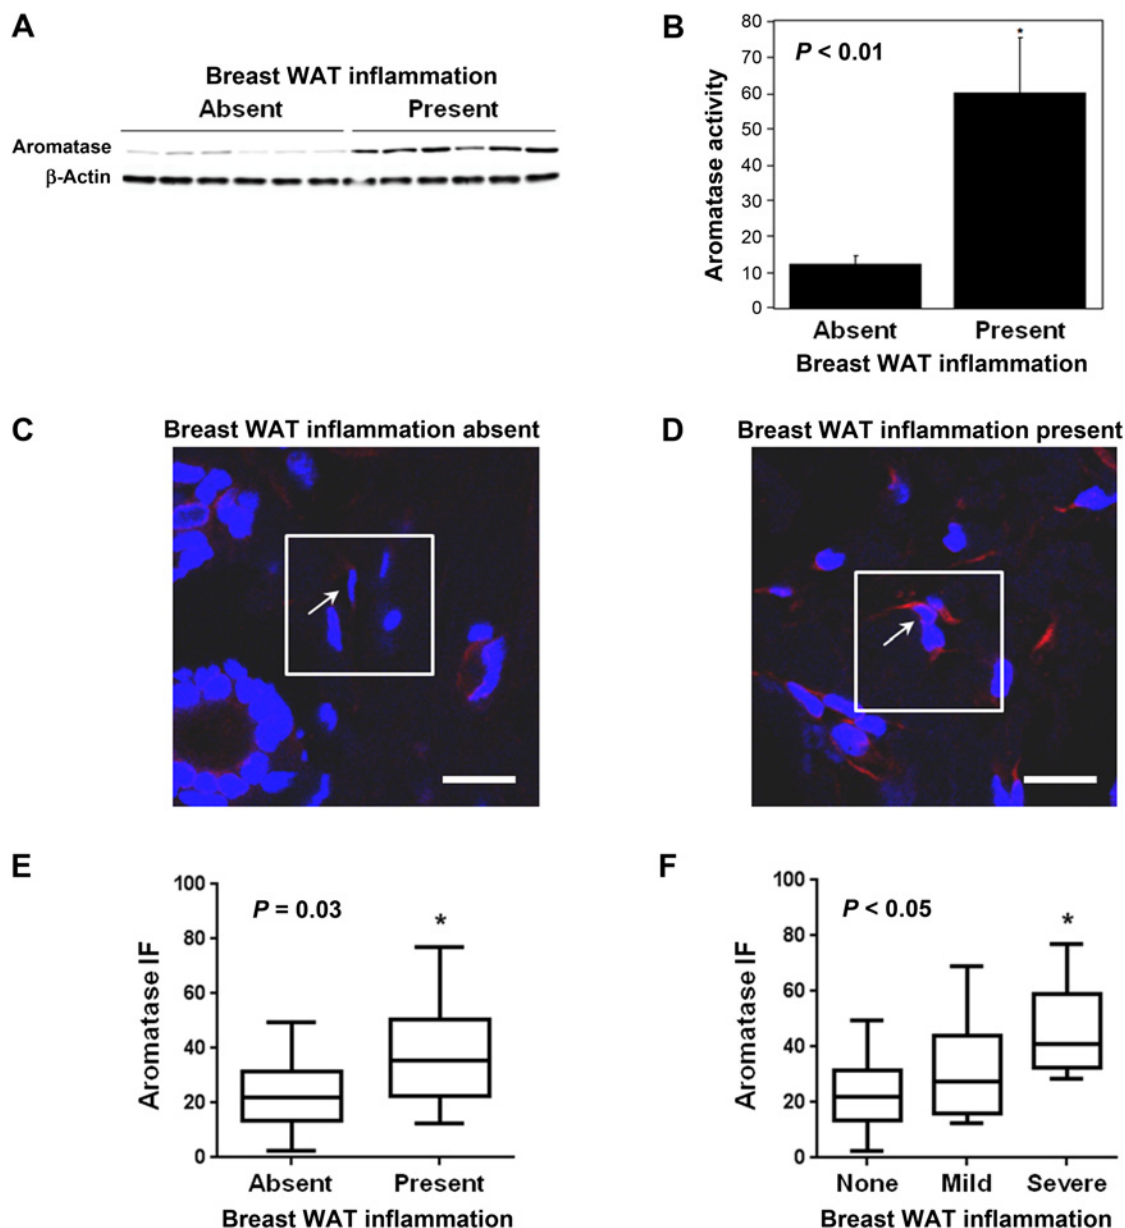 A
Breast WAT inflammation
Absent Present
Aromatase
β-Actin
B
80
70
60
50
40
30
20
10
0
Aromatase activity
P < 0.01
*
Absent Present
Breast WAT inflammation
C
Breast WAT inflammation absent
D
Breast WAT inflammation present
E
100
80
60
40
20
0
Aromatase IF
P = 0.03
*
Absent Present
Breast WAT inflammation
F
100
80
60
40
20
0
Aromatase IF
P < 0.05
*
None Mild Severe
Breast WAT inflammation